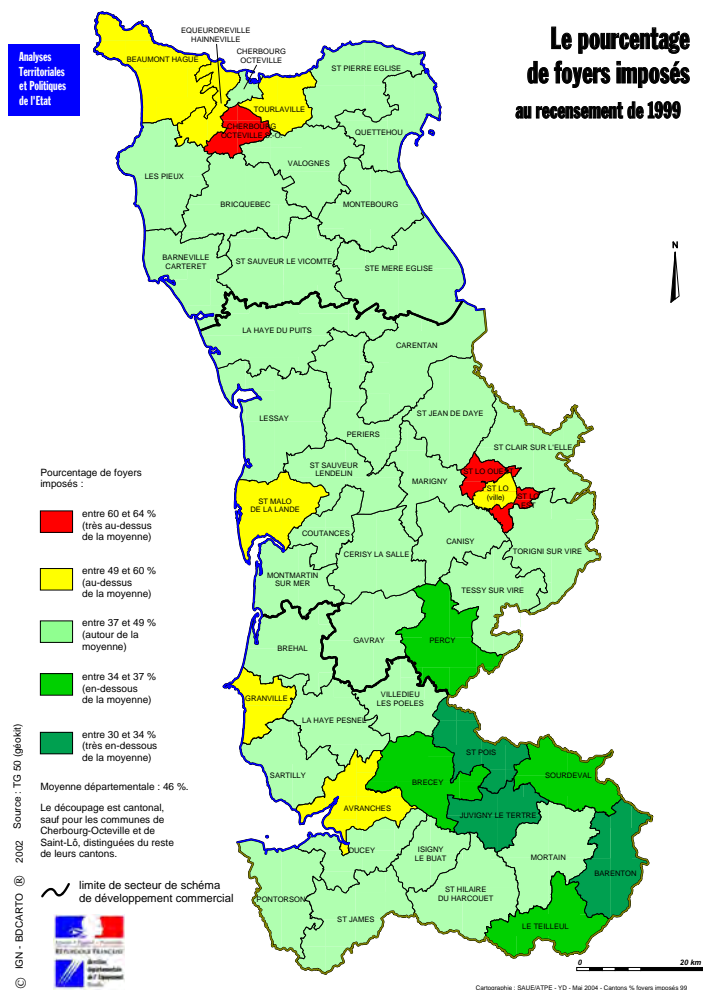 Analyses
Territoriales
et Politiques
de l'Etat
Le pourcentage
de foyers imposés
au recensement de 1999
EQUEURDREVILLE
HAINNEVILLE
CHERBOURG
OCTEVILLE
BEAUMONT HAGUE
ST PIERRE EGLISE
TOURLAVILLE
CHERBOURG
OCTEVILLE
QUETTEHOU
VALOGNES
LES PIEUX
BRICQUEBEC
MONTEBOURG
BARNEVILLE
CARTERET
ST SAUVEUR LE VICOMTE
STE MERE EGLISE
N
LA HAYE DU PUITS
CARENTAN
LESSAY
ST JEAN DE DAYE
PERIERS
ST CLAIR SUR L'ELLE
ST SAUVEUR
LENDELIN
MARIGNY
ST LO
ST LO
(ville)
ST MALO
DE LA LANDE
COUTANCES
CERISY LA SALLE
CANISY
TORIGNI SUR VIRE
MONTMARTIN
SUR MER
TESSY SUR VIRE
BREHAL
GAVRAY
PERCY
GRANVILLE
VILLEDIEU
LES POELES
LA HAYE PESNEL
ST POIS
SARTILLY
BRECEY
SOURDEVAL
AVRANCHES
JUVIGNY LE TERTRE
DUCEY
ISIGNY
LE BUAT
MORTAIN
BARENTON
PONTORSON
ST HILAIRE
DU HARCOUET
ST JAMES
LE TEILLEUL
Pourcentage de foyers
imposés :
entre 60 et 64 %
(très au-dessus
de la moyenne)
entre 49 et 60 %
(au-dessus
de la moyenne)
entre 37 et 49 %
(autour de la
moyenne)
entre 34 et 37 %
(en-dessous
de la moyenne)
entre 30 et 34 %
(très en-dessous
de la moyenne)
Moyenne départementale : 46 %.
Le découpage est cantonal,
sauf pour les communes de
Cherbourg-Octeville et de
Saint-Lô, distinguées du reste
de leurs cantons.
limite de secteur de schéma
de développement commercial
© IGN - BDCARTO ® 2002 Source : TG 50 (géokit)
RÉPUBLIQUE FRANÇAISE
direction
départementale
de l'Equipement
0 20 km
Cartographie : SAUE/ATPE - YD - Mai 2004 - Cantons % foyers imposés 99